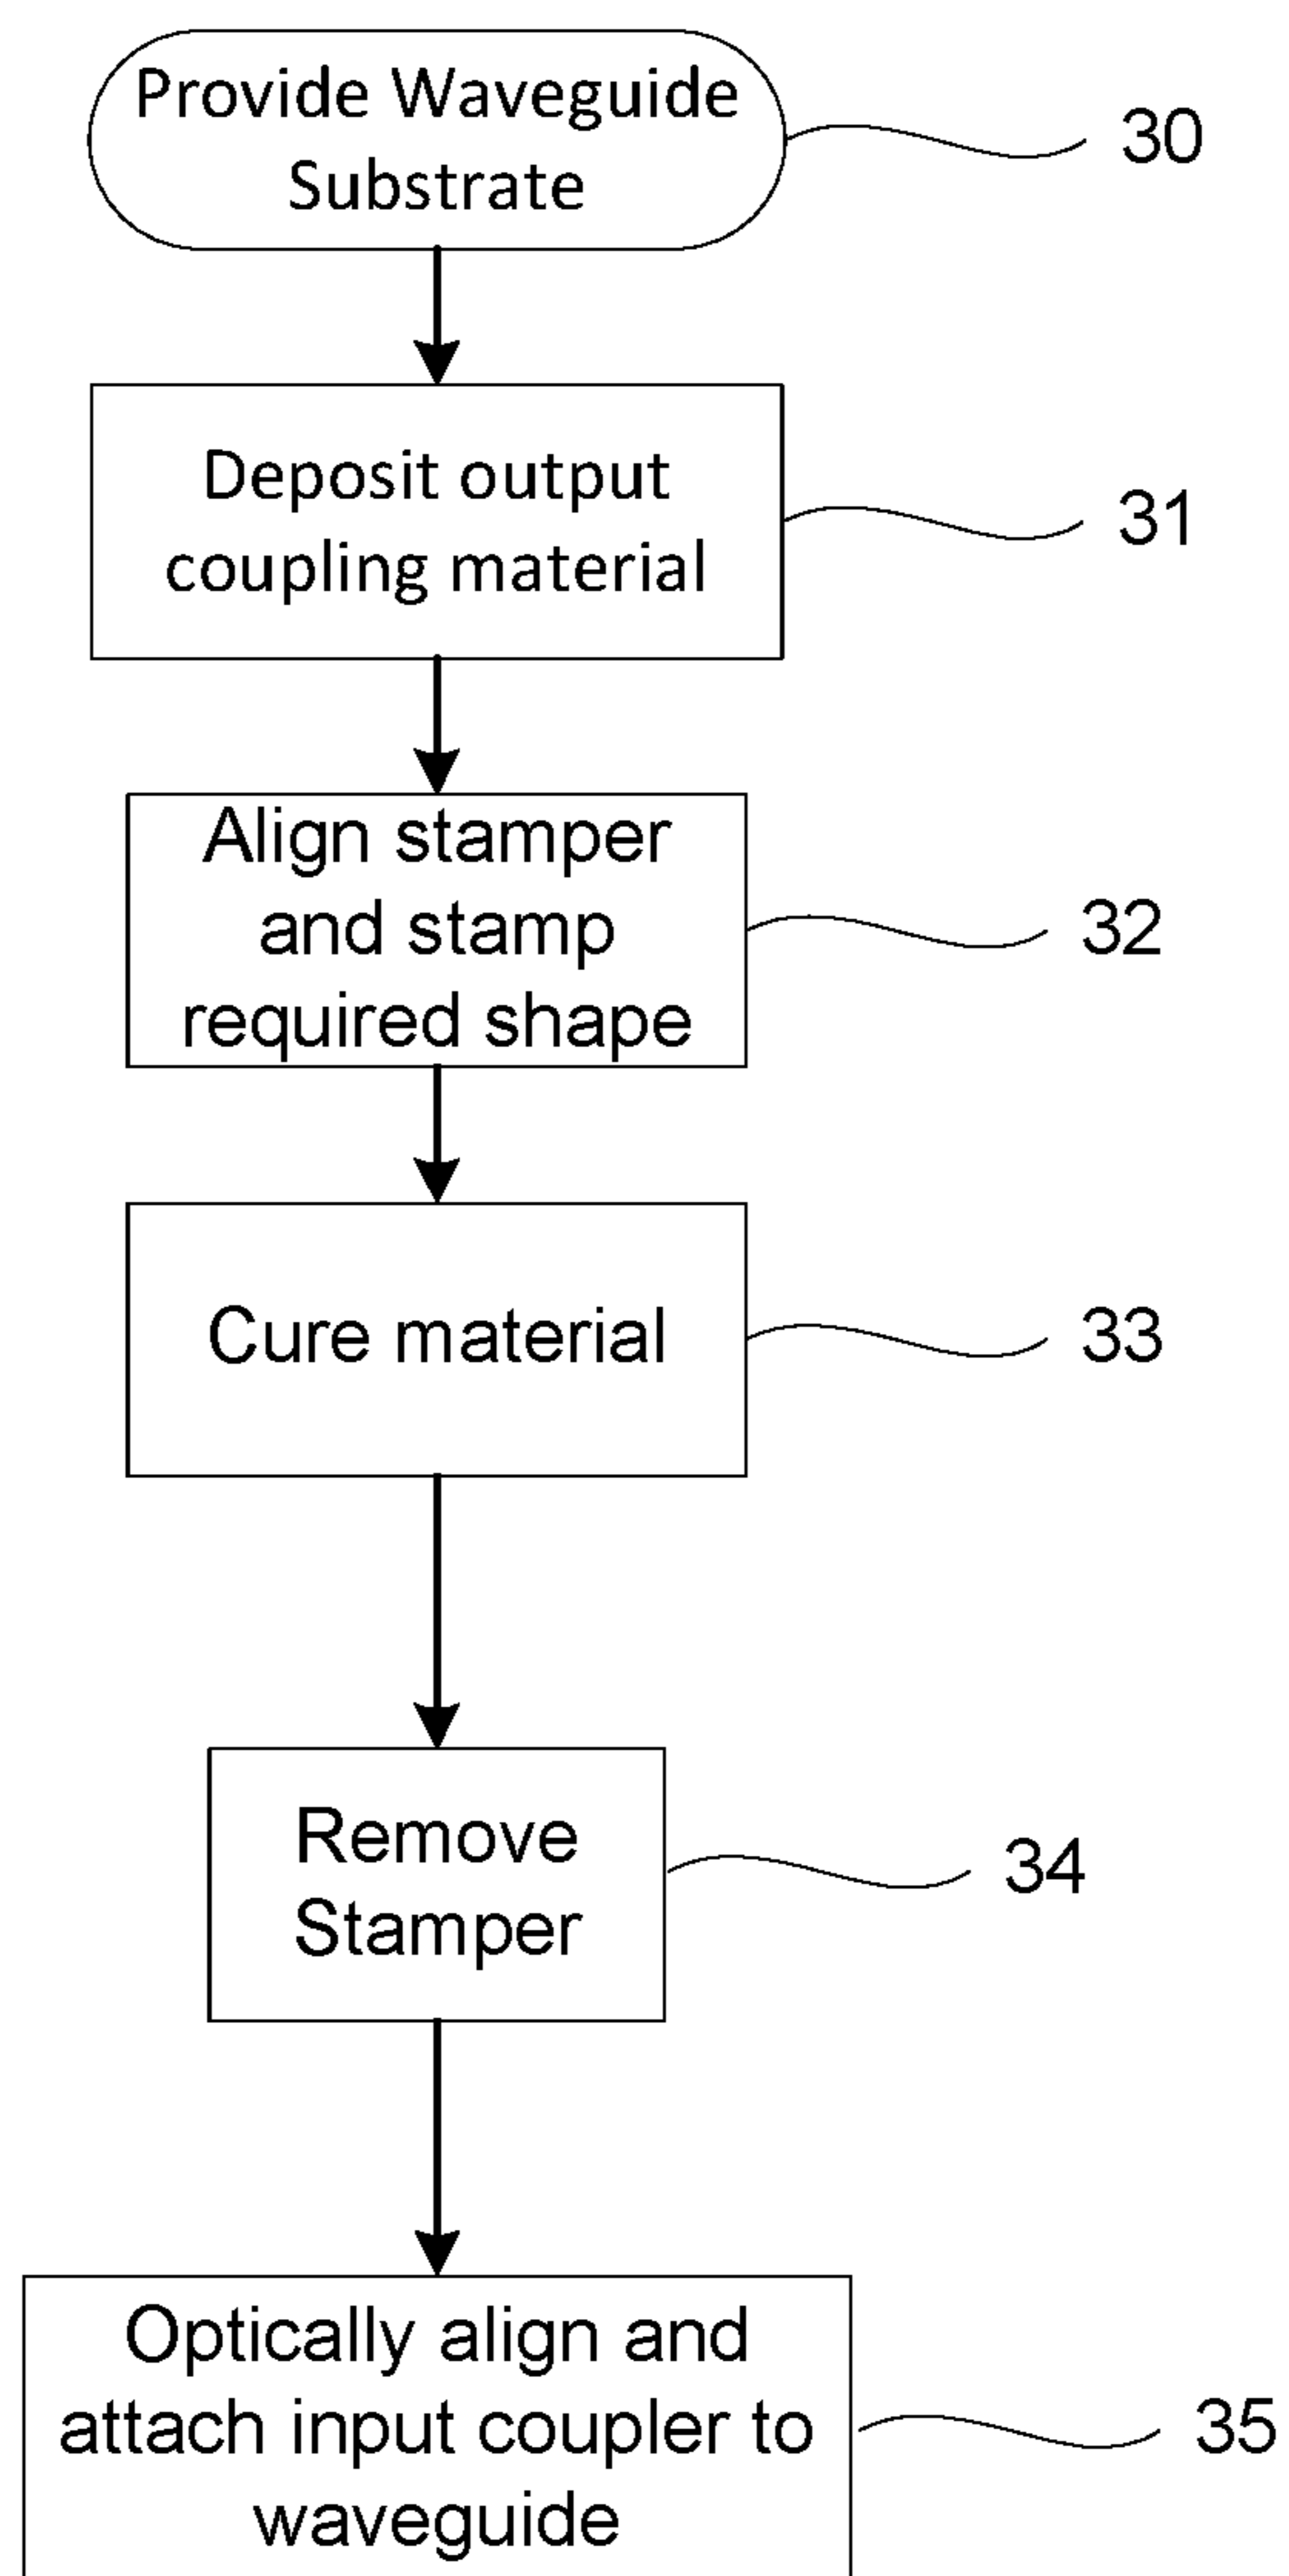 Provide Waveguide
Substrate
30
Deposit output
coupling material
31
Align stamper
and stamp
required shape
32
Cure material
33
Remove
Stamper
34
Optically align and
attach input coupler to
waveguide
35